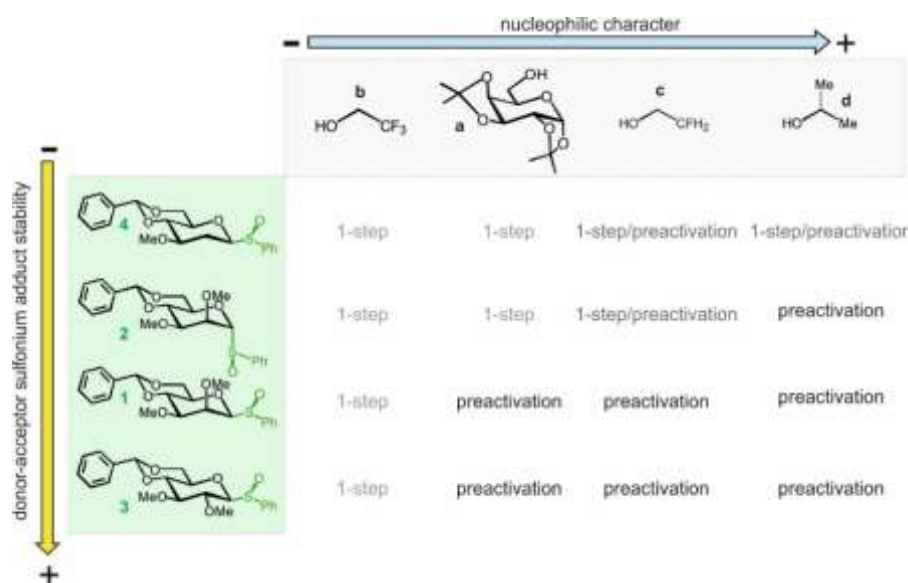 nucleophilic character
− +
b
HO CF3
a
O O OH O O O
c
HO CFH2
d
Me
HO Me
−
donor-acceptor sulfonium adduct stability
+
4
O O MeO O O S Ph
1-step 1-step 1-step/preactivation 1-step/preactivation
2
O O OMe MeO O S Ph O
1-step 1-step 1-step/preactivation preactivation
1
O O OMe MeO O O S Ph
1-step preactivation preactivation preactivation
3
O O MeO O OMe O S Ph
1-step preactivation preactivation preactivation